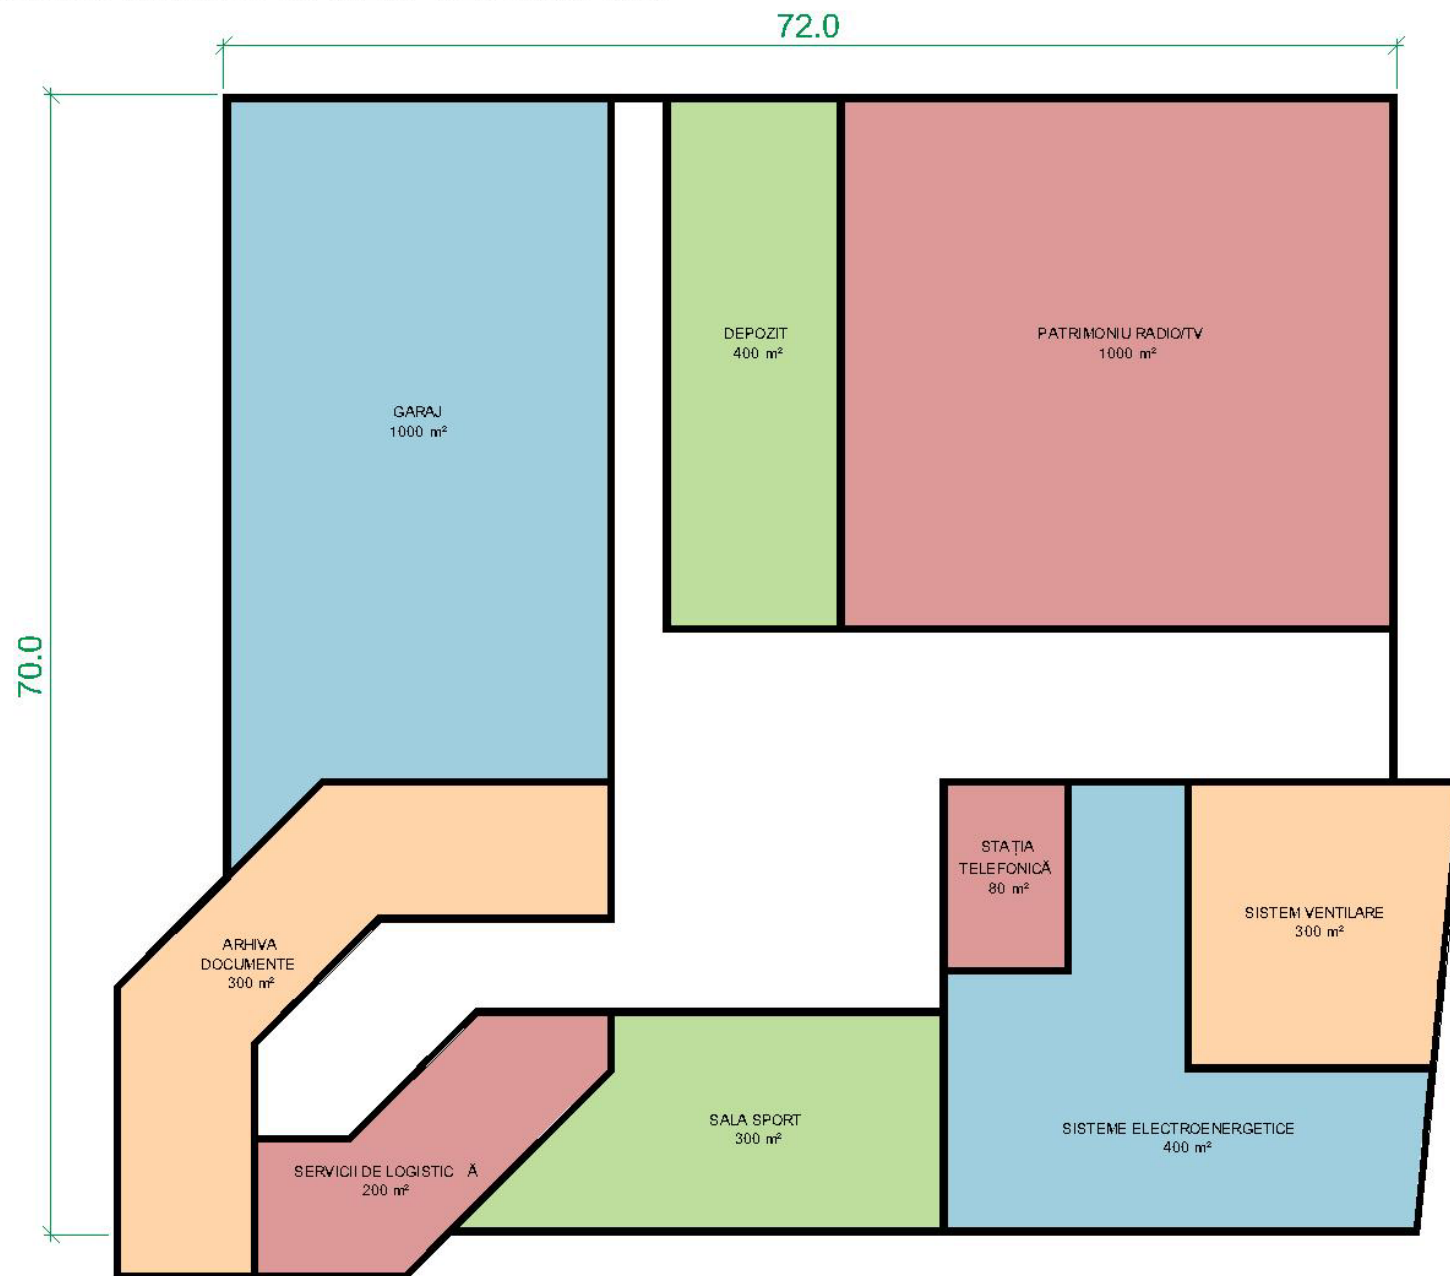 72.0
70.0
DEPOZIT
400 m²
PATRIMONIU RADIO/TV
1000 m²
GARAJ
1000 m²
STAȚIA
TELEFONICĂ
80 m²
SISTEM VENTILARE
300 m²
ARHIVA
DOCUMENTE
300 m²
SALA SPORT
300 m²
SISTEME ELECTROENERGETICE
400 m²
SERVICII DE LOGISTIC Ă
200 m²